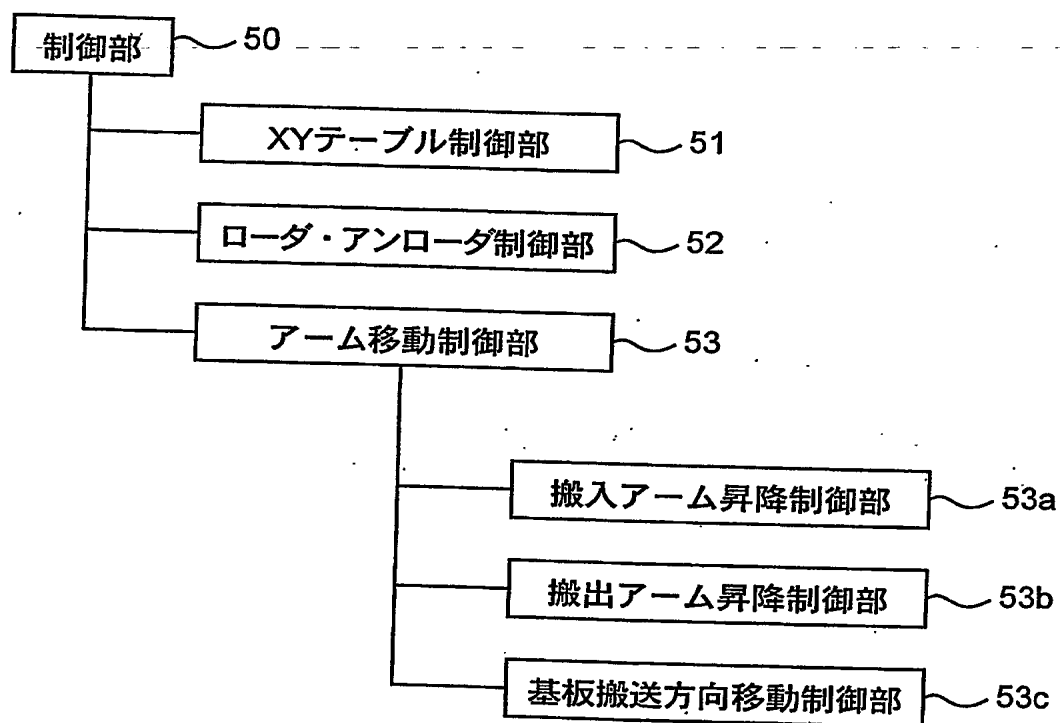 制御部 50
XYテーブル制御部 51
ローダ・アンローダ制御部 52
アーム移動制御部 53
搬入アーム昇降制御部 53a
搬出アーム昇降制御部 53b
基板搬送方向移動制御部 53c